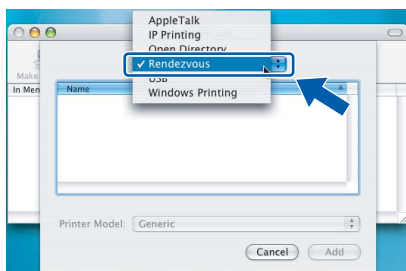 AppleTalk
IP Printing
Open Directory
✓ Rendezvous
USB
Windows Printing
Make
In Men
Name
Printer Model: Generic
Cancel Add